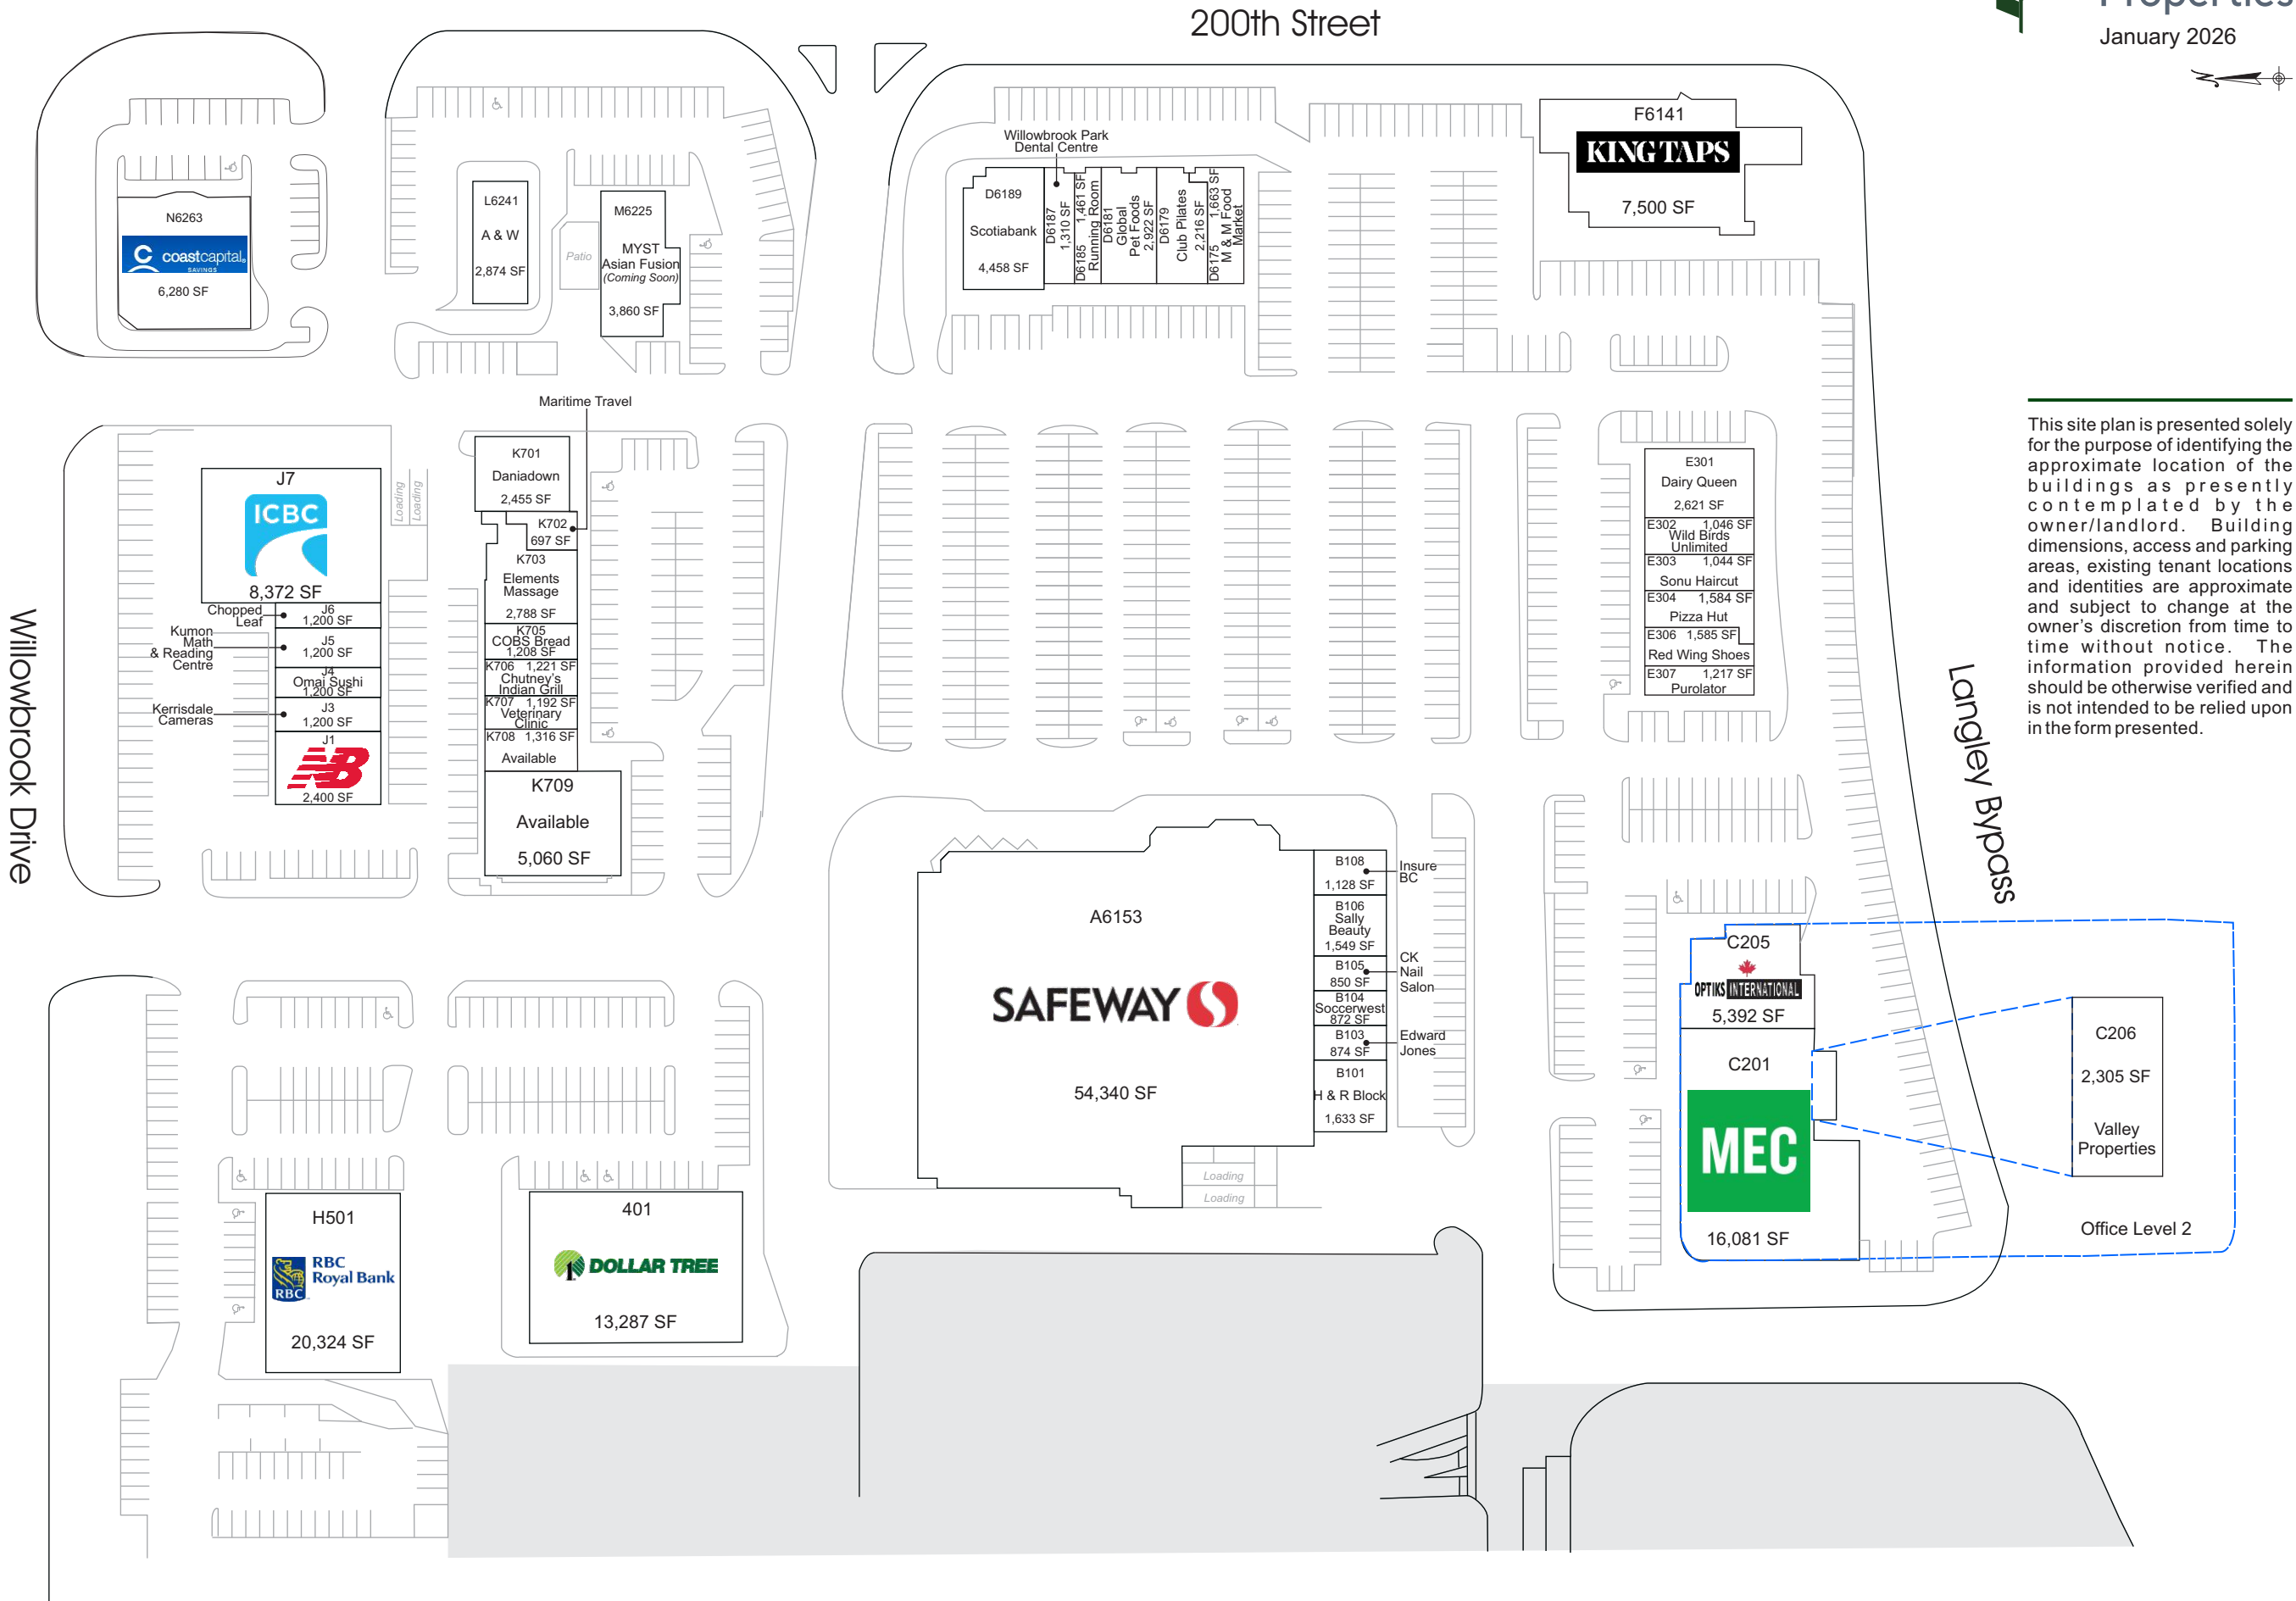 200th Street
Properties
January 2026
N
N6263
coastcapital
SAVINGS
6,280 SF
L6241
A & W
2,874 SF
Patio
M6225
MYST
Asian Fusion
(Coming Soon)
3,860 SF
Willowbrook Park
Dental Centre
D6189
Scotiabank
4,458 SF
D6187
1,310 SF
D6185 1,461 SF
Running Room
D6181
Global
Pet Foods
2,922 SF
D6179
Club Pilates
2,216 SF
D6175 1,663 SF
M & M Food
Market
F6141
KING TAPS
7,500 SF
This site plan is presented solely
for the purpose of identifying the
approximate location of the
buildings as presently
contemplated by the
owner/landlord. Building
dimensions, access and parking
areas, existing tenant locations
and identities are approximate
and subject to change at the
owner's discretion from time to
time without notice. The
information provided herein
should be otherwise verified and
is not intended to be relied upon
in the form presented.
Willowbrook Drive
J7
ICBC
8,372 SF
Loading
Loading
Chopped
Leaf
J6
1,200 SF
Kumon
Math
& Reading
Centre
J5
1,200 SF
J4
Omai Sushi
1,200 SF
Kerrisdale
Cameras
J3
1,200 SF
J1
NB
2,400 SF
Maritime Travel
K701
Daniadown
2,455 SF
K702
697 SF
K703
Elements
Massage
2,788 SF
K705
COBS Bread
1,208 SF
K706 1,221 SF
Chutney's
Indian Grill
K707 1,192 SF
Veterinary
Clinic
K708 1,316 SF
Available
K709
Available
5,060 SF
E301
Dairy Queen
2,621 SF
E302 1,046 SF
Wild Birds
Unlimited
E303 1,044 SF
Sonu Haircut
E304 1,584 SF
Pizza Hut
E306 1,585 SF
Red Wing Shoes
E307 1,217 SF
Purolator
Langley Bypass
A6153
SAFEWAY
54,340 SF
B108
1,128 SF
Insure
BC
B106
Sally
Beauty
1,549 SF
B105
850 SF
CK
Nail
Salon
B104
Soccerwest
872 SF
B103
874 SF
Edward
Jones
B101
H & R Block
1,633 SF
Loading
Loading
C205
OPTIKS INTERNATIONAL
5,392 SF
C201
MEC
16,081 SF
C206
2,305 SF
Valley
Properties
Office Level 2
H501
RBC
Royal Bank
RBC
20,324 SF
401
1
DOLLAR TREE
13,287 SF